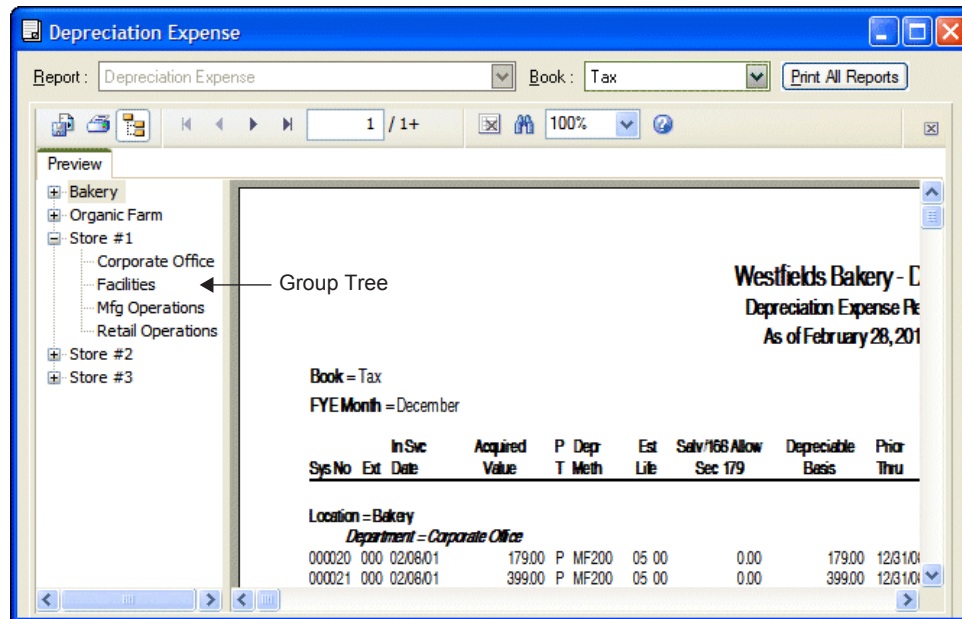 Depreciation Expense
Report : Depreciation Expense Book : Tax Print All Reports
1 / 1+ 100%
Preview
Bakery
Organic Farm
Store #1
Corporate Office
Facilities
Mfg Operations
Retail Operations
Store #2
Store #3
Group Tree
Westfields Bakery - D
Depreciation Expense Re
As of February 28, 201
Book = Tax
FYE Month = December
In Svc Acquired P Depr Est Salv/168 Allow Depreciable Prior
Sys No Ext Date Value T Meth Life Sec 179 Basis Thru
Location = Bakery
Department = Corporate Office
000020 000 02/08/01 179.00 P MF200 05 00 0.00 179.00 12/31/0
000021 000 02/08/01 399.00 P MF200 05 00 0.00 399.00 12/31/0